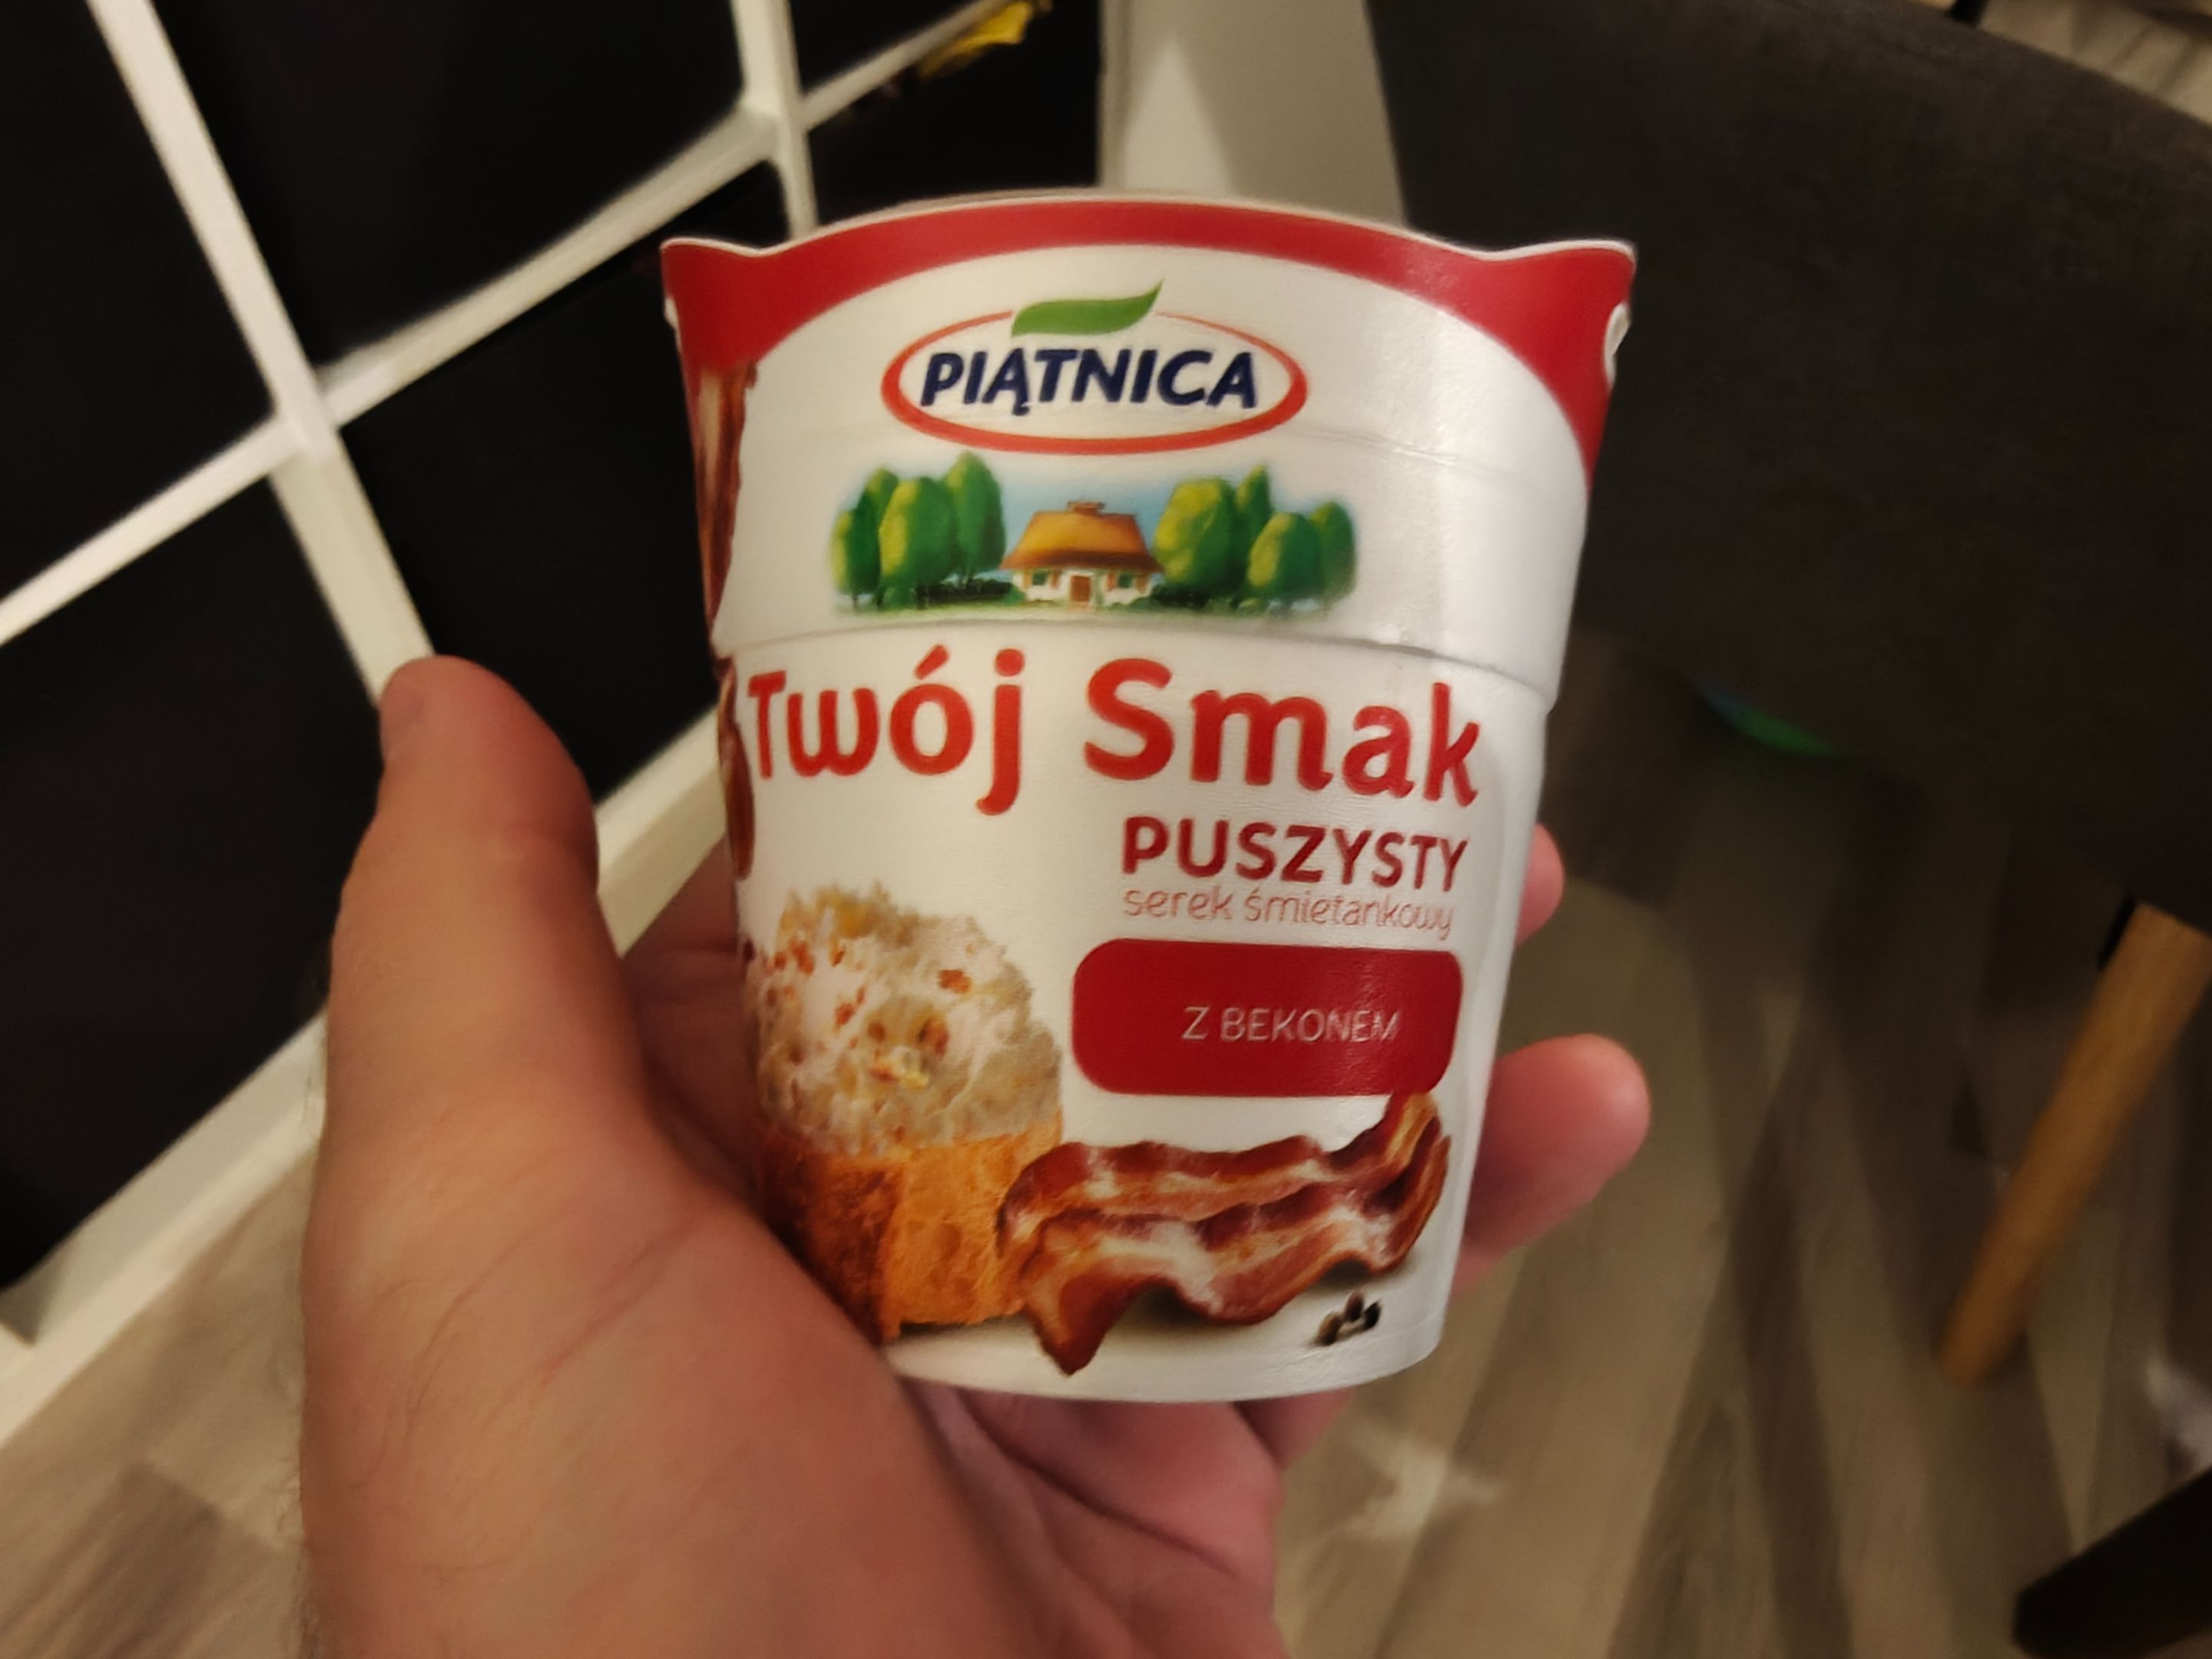 PIĄTNICA
Twój Smak
PUSZYSTY
serek śmietankowy
Z BEKONEM